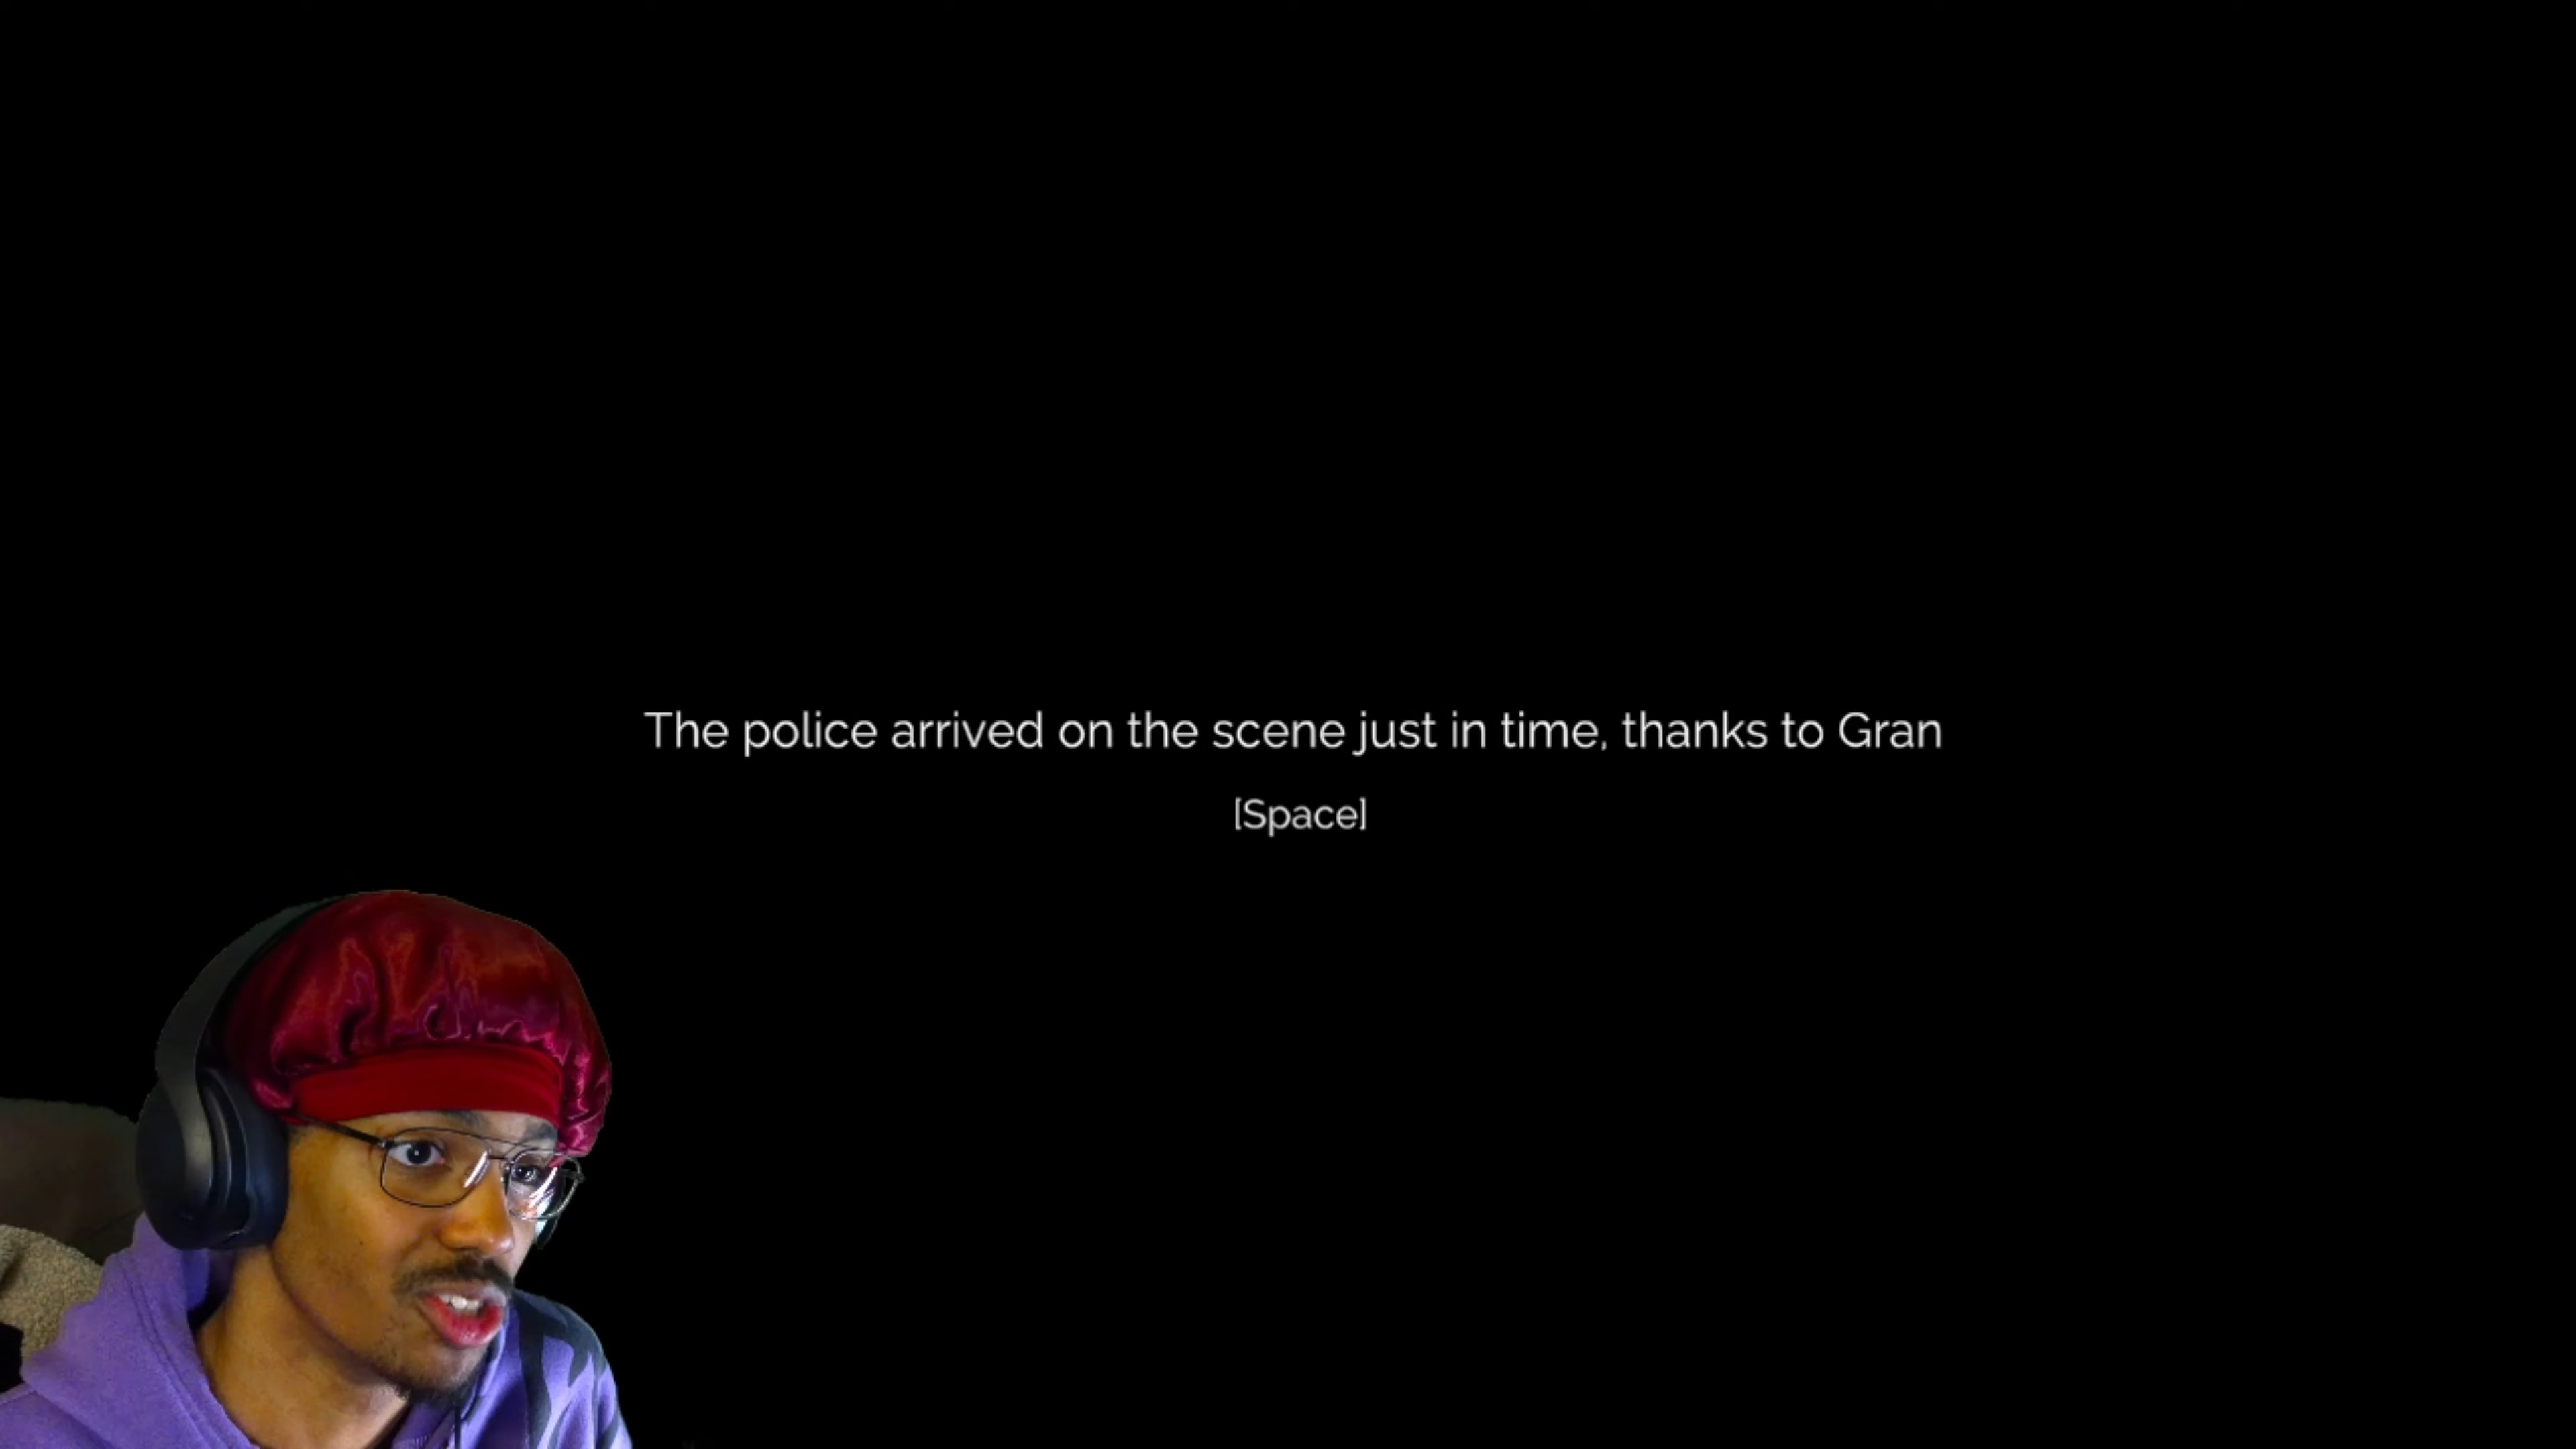 The police arrived on the scene just in time, thanks to Gran
[Space]